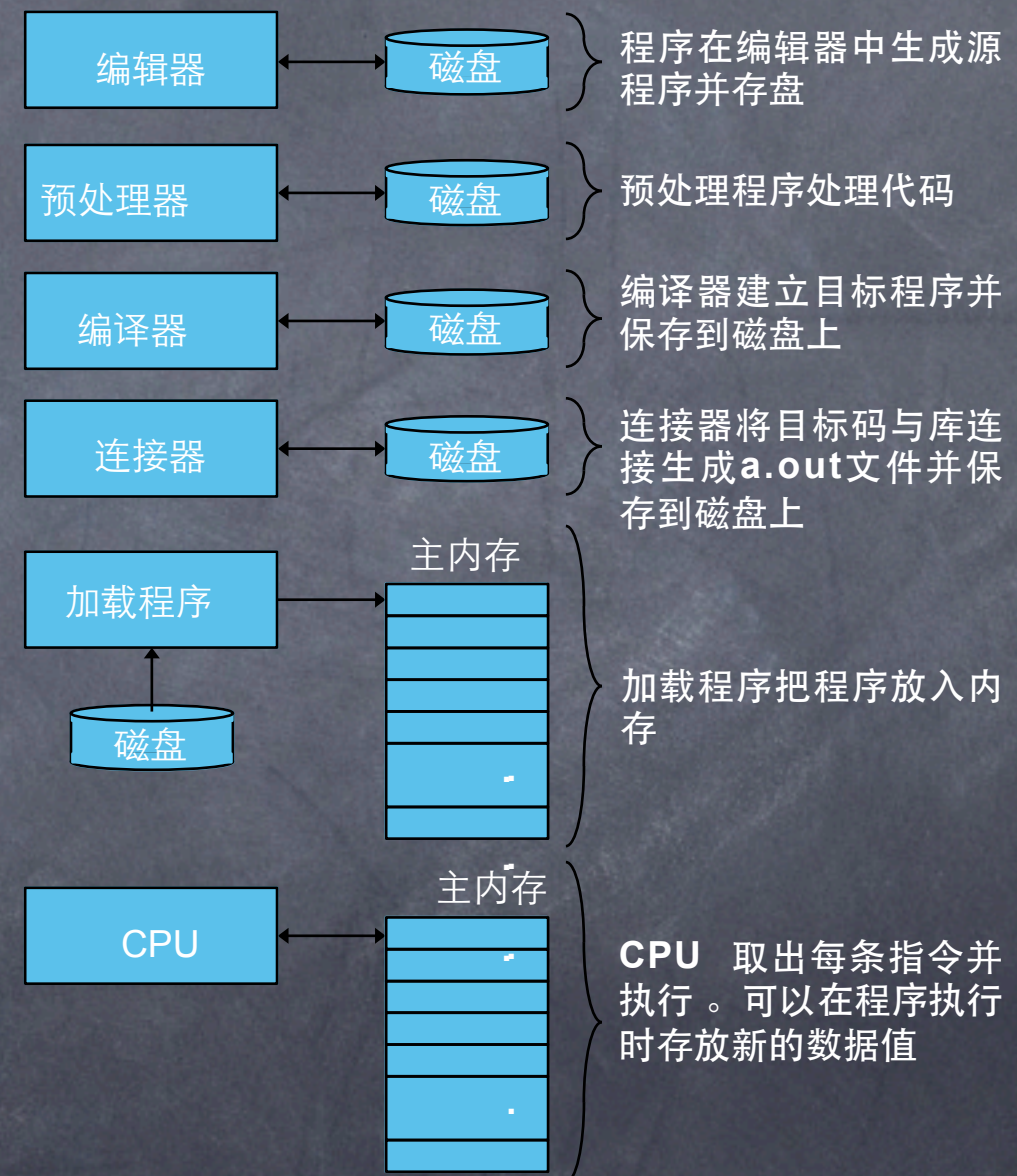 编辑器
磁盘
程序在编辑器中生成源
程序并存盘
预处理器
磁盘
预处理程序处理代码
编译器
磁盘
编译器建立目标程序并
保存到磁盘上
连接器
磁盘
连接器将目标码与库连
接生成a.out文件并保
存到磁盘上
主内存
加载程序
磁盘
加载程序把程序放入内
存
主内存
CPU
CPU 取出每条指令并
执行 。可以在程序执行
时存放新的数据值